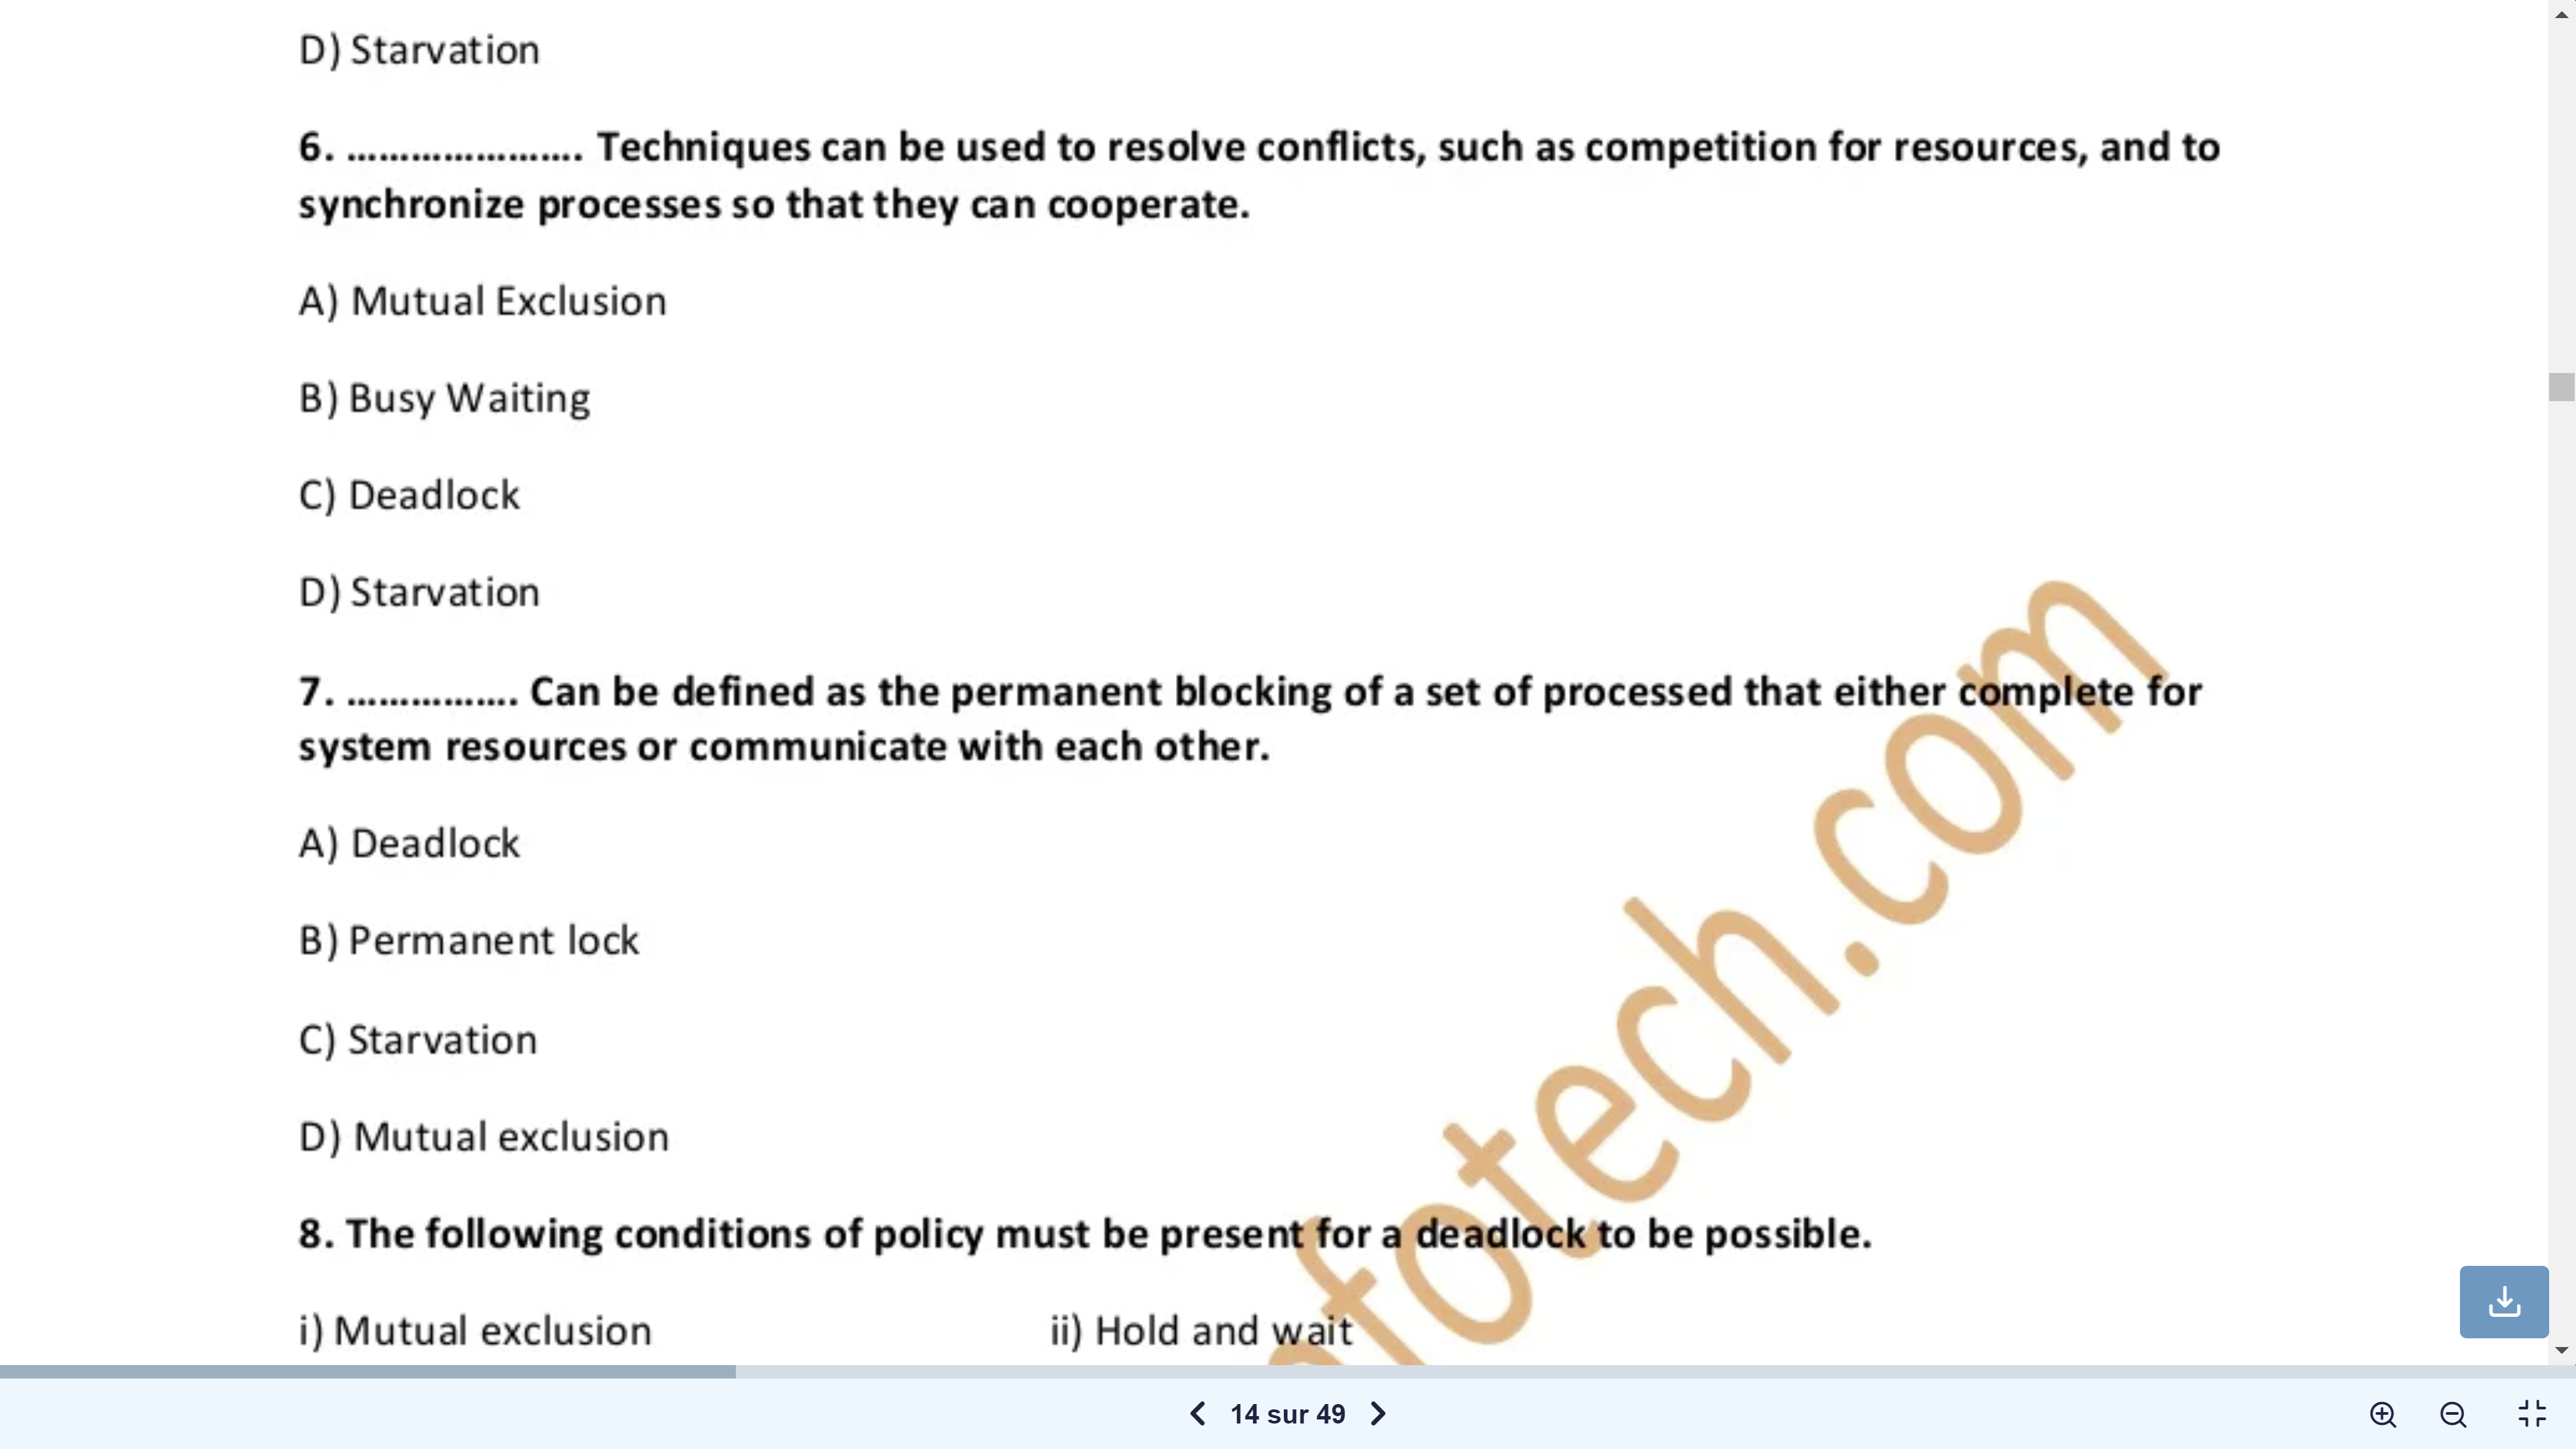 D) Starvation
6. ...................... Techniques can be used to resolve conflicts, such as competition for resources, and to
synchronize processes so that they can cooperate.
A) Mutual Exclusion
B) Busy Waiting
C) Deadlock
D) Starvation
7. ................ Can be defined as the permanent blocking of a set of processed that either complete for
system resources or communicate with each other.
A) Deadlock
B) Permanent lock
C) Starvation
D) Mutual exclusion
8. The following conditions of policy must be present for a deadlock to be possible.
i) Mutual exclusion ii) Hold and wait
fotech.com
14 sur 49